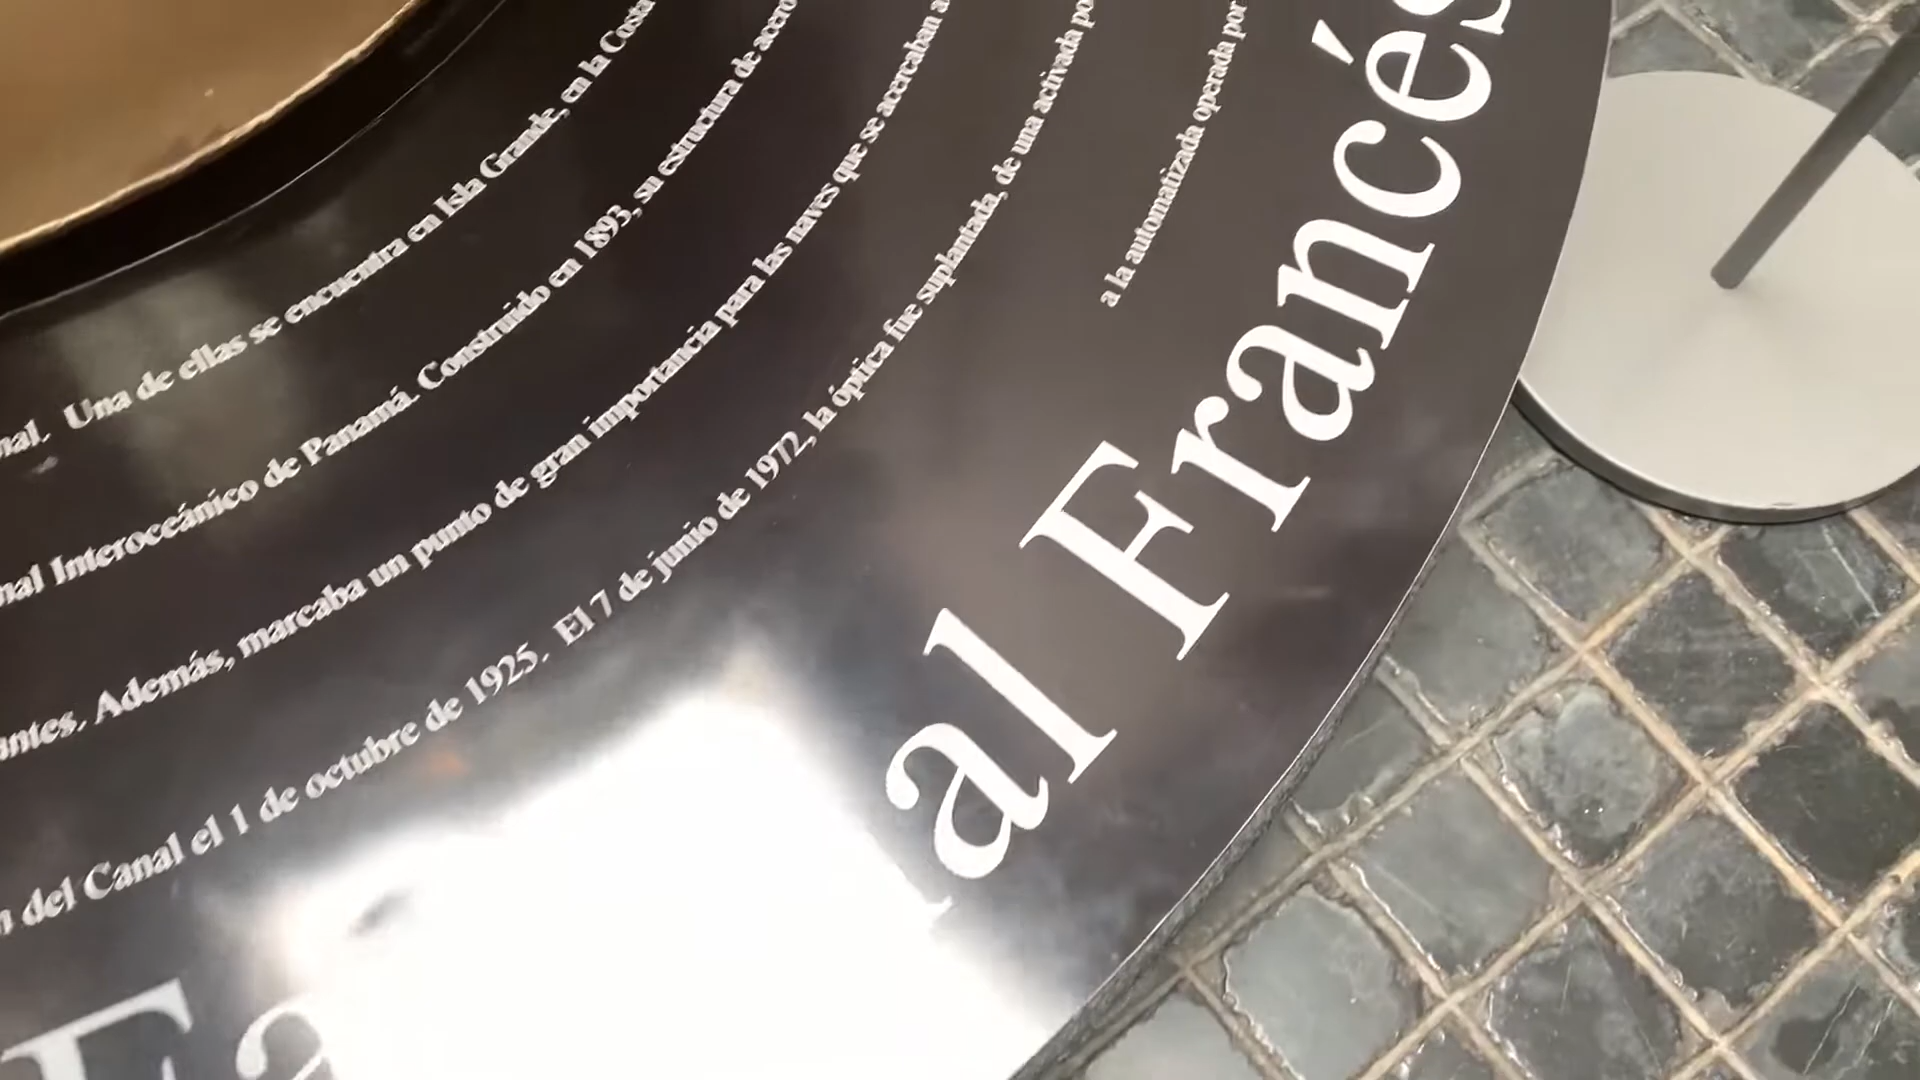 Una de ellas se encuentra en Isla Grande, en la Costa
Interoceánico de Panamá. Construido en 1893, su estructura de acero
Además, marcaba un punto de gran importancia para las naves que se acercaban a
del Canal el 1 de octubre de 1925. El 7 de junio de 1972, la óptica fue suplantada, de una activada por
a la automatizada operada por
Fa
al Francés